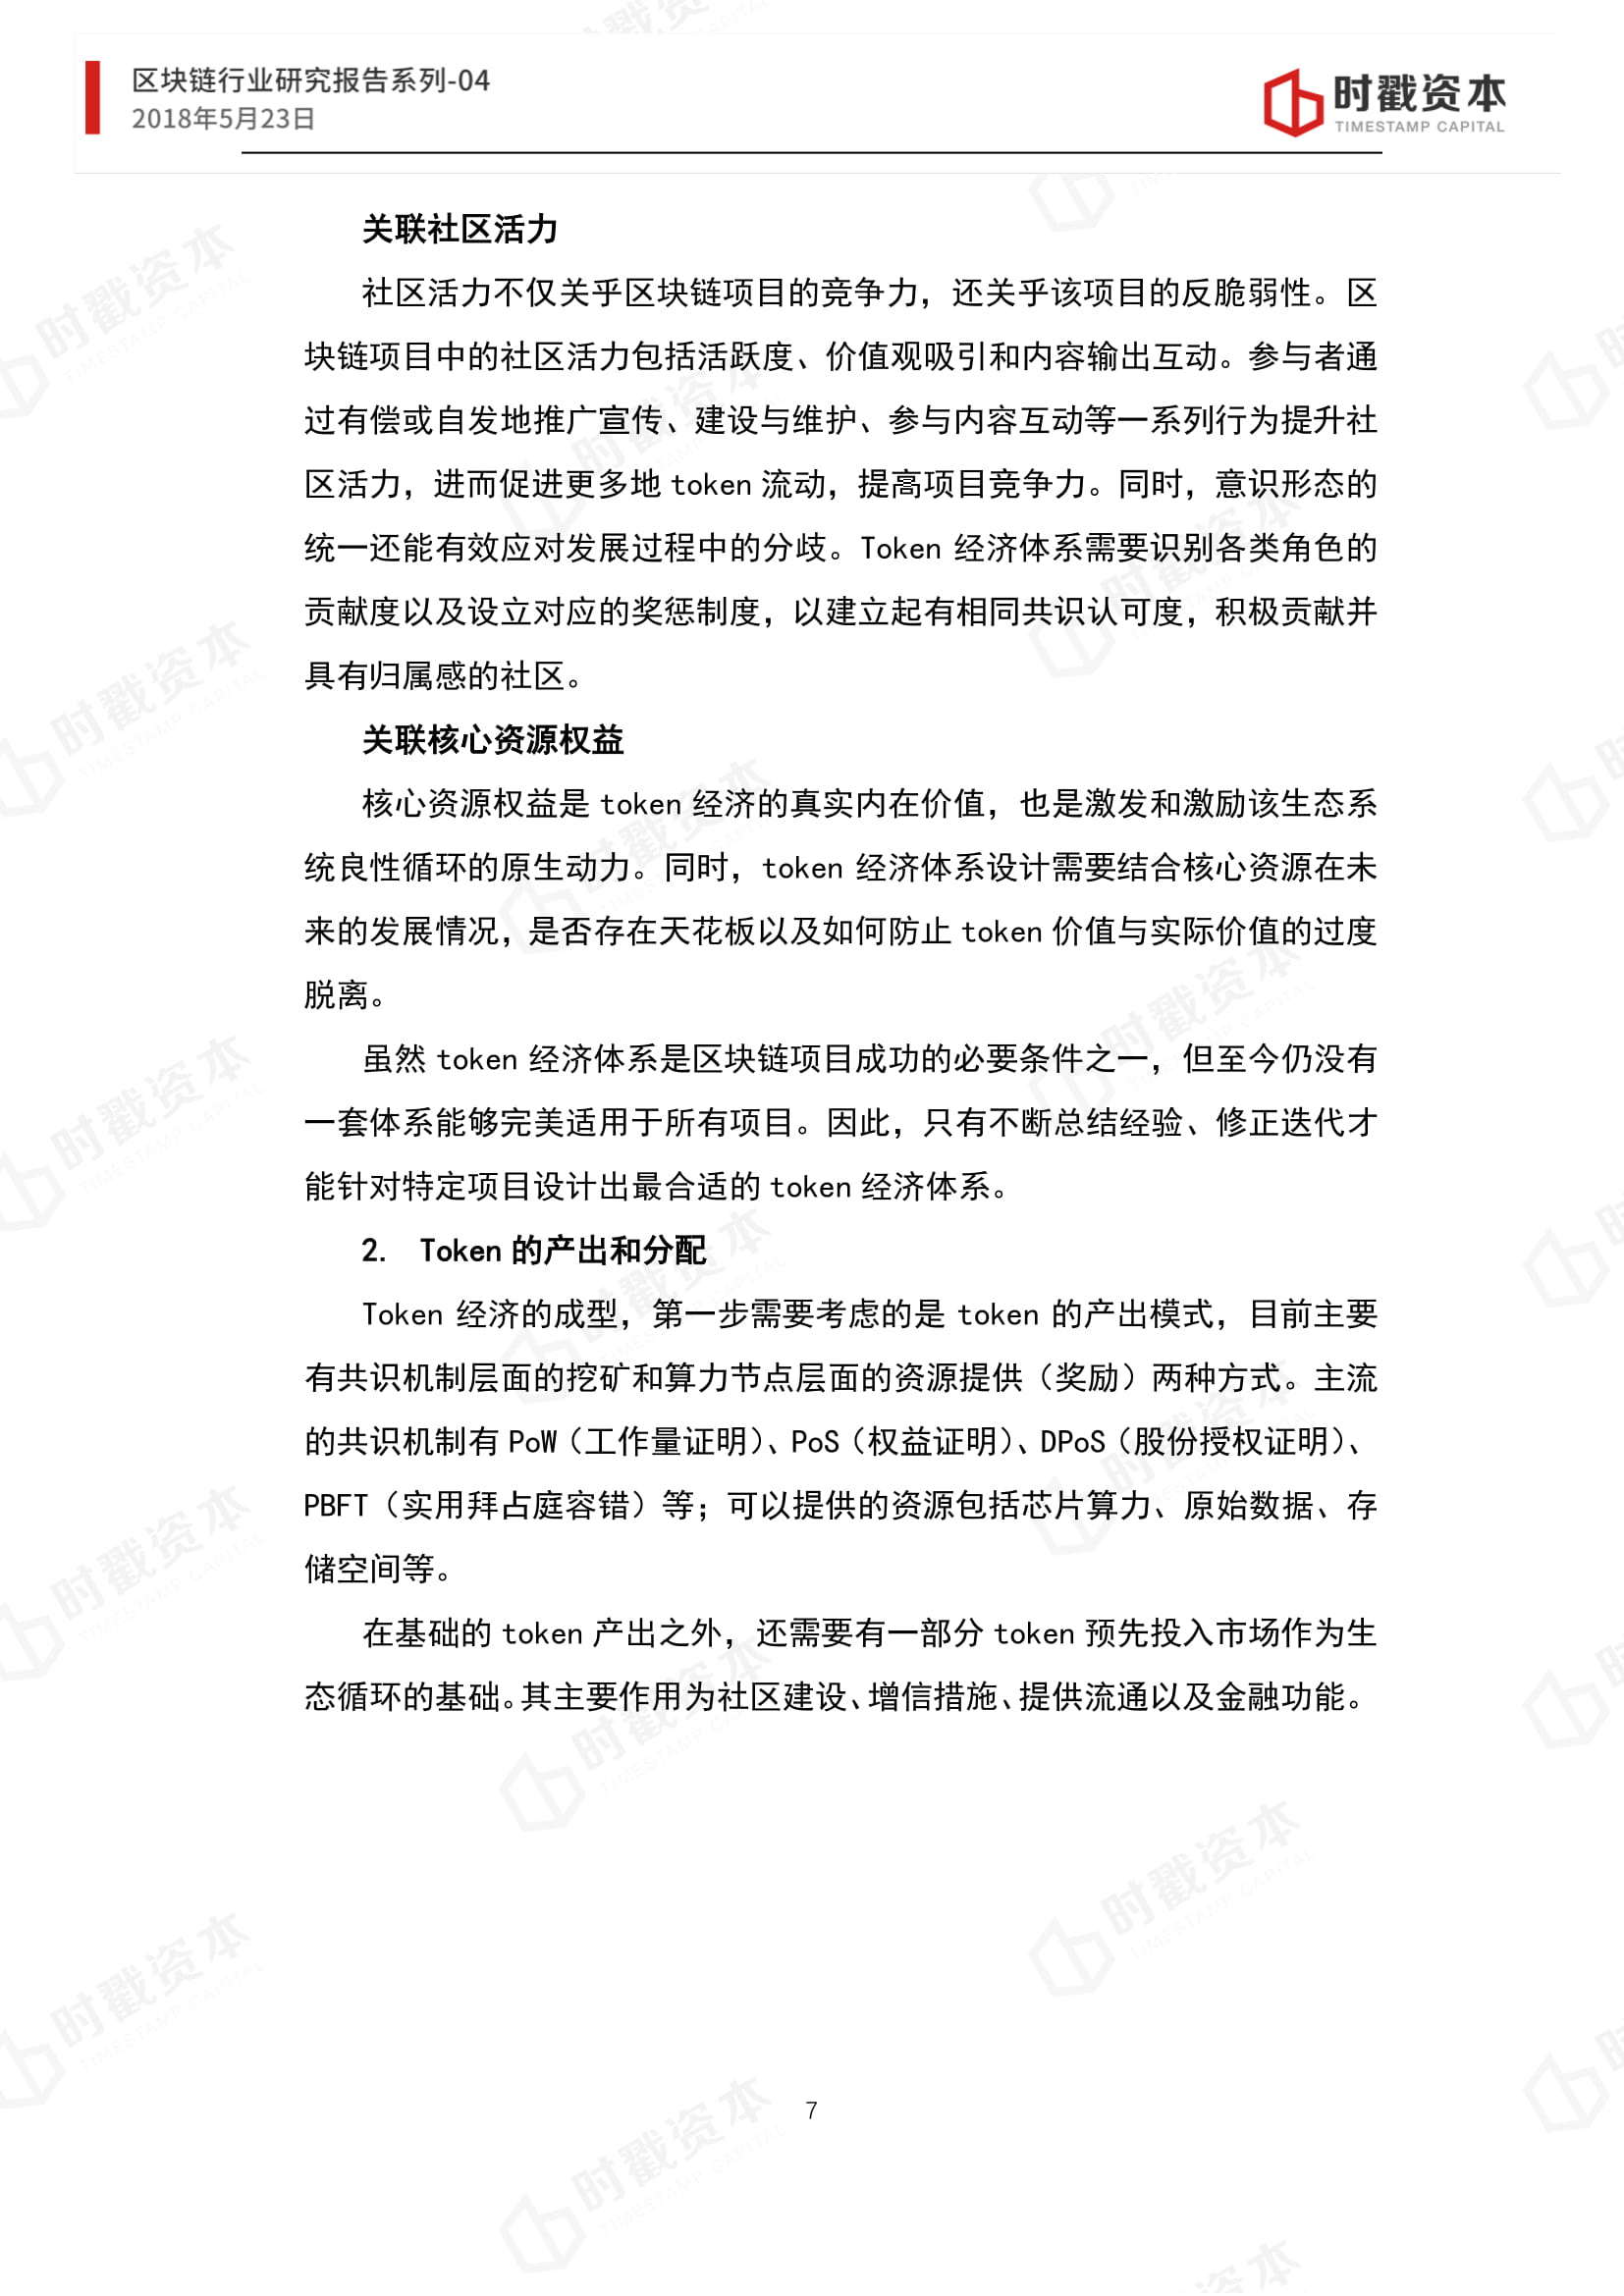 区块链行业研究报告系列-04
2018年5月23日
时戳资本
TIMESTAMP CAPITAL
关联社区活力
社区活力不仅关乎区块链项目的竞争力，还关乎该项目的反脆弱性。区
块链项目中的社区活力包括活跃度、价值观吸引和内容输出互动。参与者通
过有偿或自发地推广宣传、建设与维护、参与内容互动等一系列行为提升社
区活力，进而促进更多地 token 流动，提高项目竞争力。同时，意识形态的
统一还能有效应对发展过程中的分歧。Token 经济体系需要识别各类角色的
贡献度以及设立对应的奖惩制度，以建立起有相同共识认可度，积极贡献并
具有归属感的社区。
关联核心资源权益
核心资源权益是 token 经济的真实内在价值，也是激发和激励该生态系
统良性循环的原生动力。同时，token 经济体系设计需要结合核心资源在未
来的发展情况，是否存在天花板以及如何防止 token 价值与实际价值的过度
脱离。
虽然 token 经济体系是区块链项目成功的必要条件之一，但至今仍没有
一套体系能够完美适用于所有项目。因此，只有不断总结经验、修正迭代才
能针对特定项目设计出最合适的 token 经济体系。
2. Token 的产出和分配
Token 经济的成型，第一步需要考虑的是 token 的产出模式，目前主要
有共识机制层面的挖矿和算力节点层面的资源提供（奖励）两种方式。主流
的共识机制有 PoW（工作量证明）、PoS（权益证明）、DPoS（股份授权证明）、
PBFT（实用拜占庭容错）等；可以提供的资源包括芯片算力、原始数据、存
储空间等。
在基础的 token 产出之外，还需要有一部分 token 预先投入市场作为生
态循环的基础。其主要作用为社区建设、增信措施、提供流通以及金融功能。
7